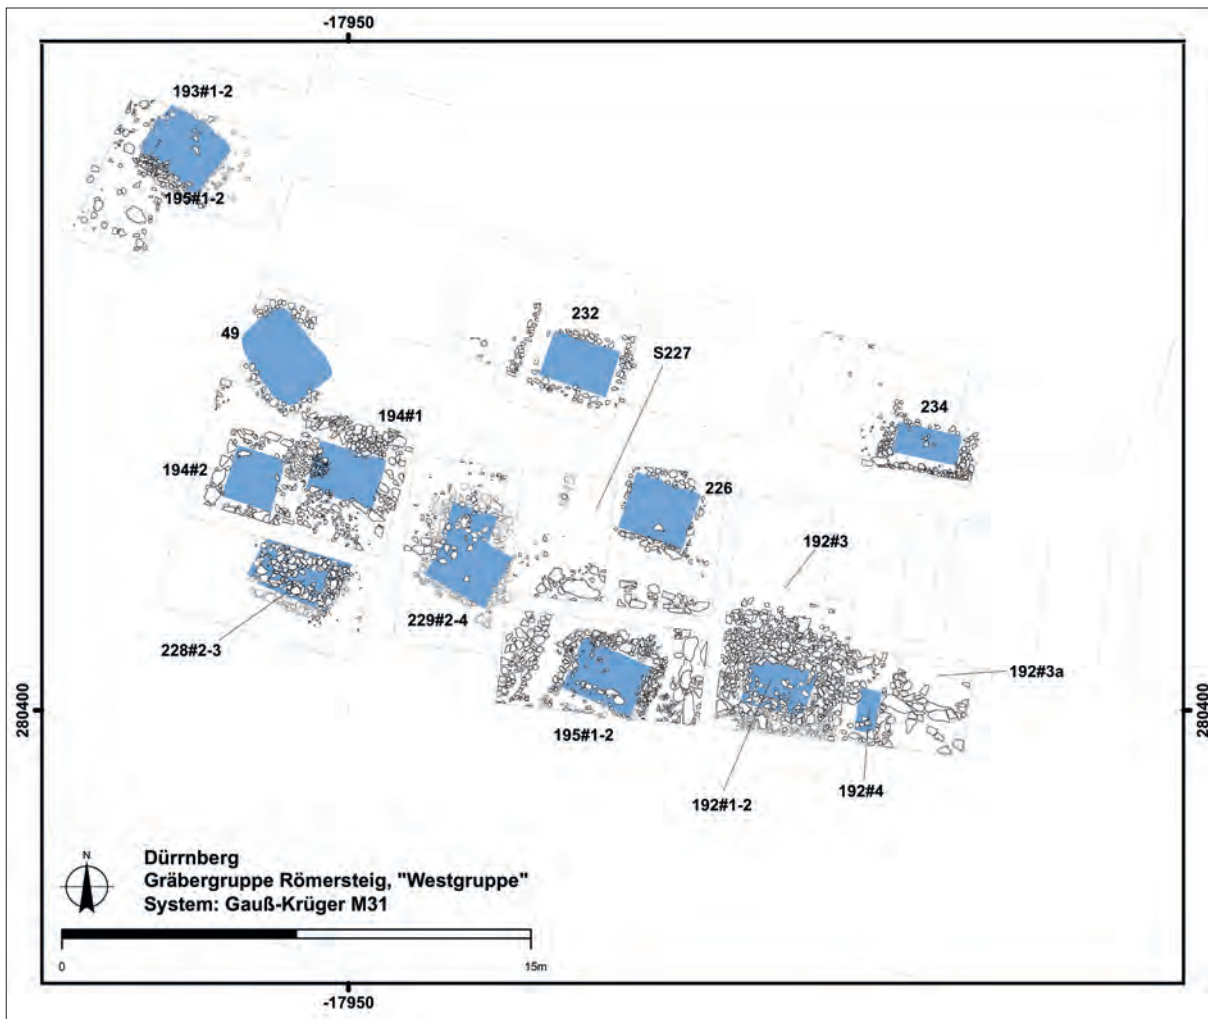 -17950
193#1-2
195#1-2
49
232
S227
194#1
234
194#2
226
192#3
229#2-4
228#2-3
192#3a
280400
280400
195#1-2
192#4
192#1-2
N
Dürrnberg
Gräbergruppe Römersteig, "Westgruppe"
System: Gauß-Krüger M31
0
15m
-17950